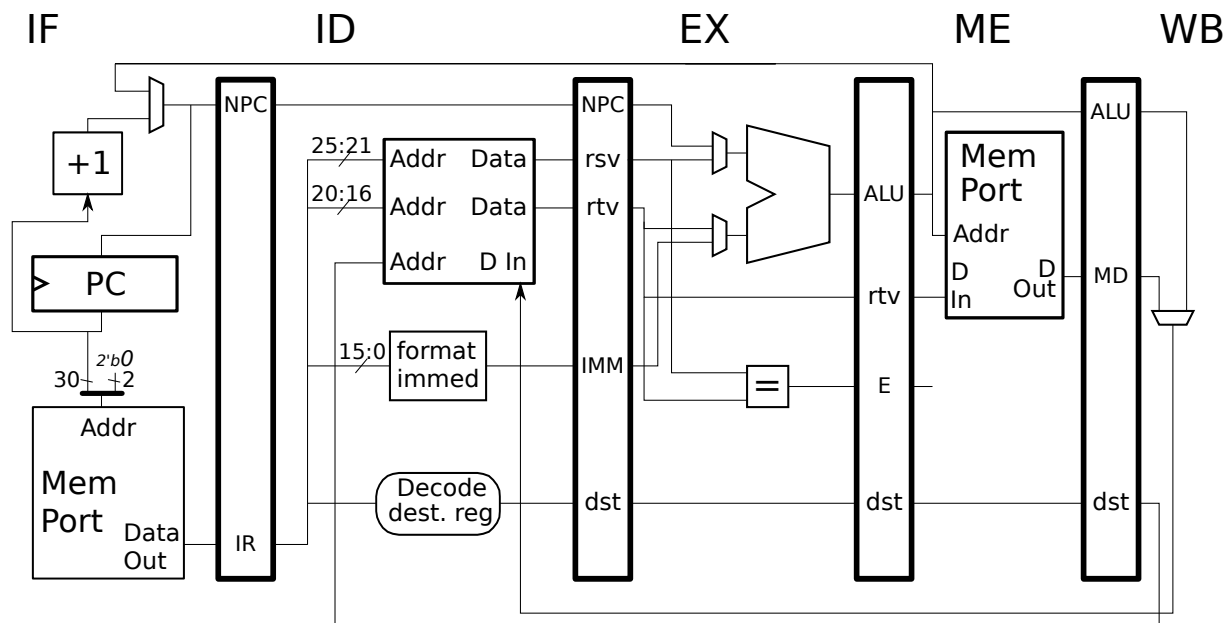 IF ID EX ME WB
NPC NPC ALU
+1
25:21 Addr Data rsv
Mem
Port
20:16 Addr Data rtv ALU
Addr
Addr D In
PC
D
In
D
Out
MD
rtv
2'b0
30 2
15:0 format
immed
IMM
= E
Addr
Mem
Port
Data
Out
IR
Decode
dest. reg
dst dst dst